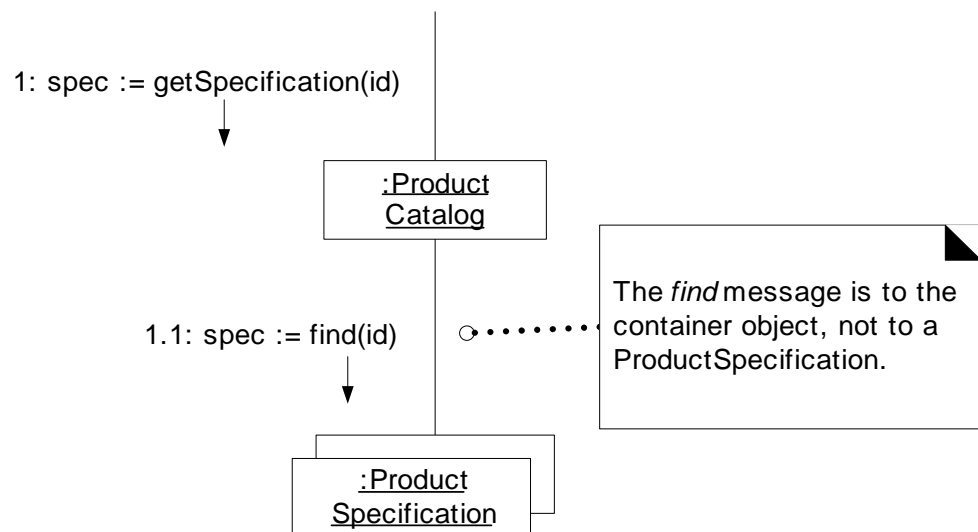 1: spec := getSpecification(id)
:Product
Catalog
The find message is to the
container object, not to a
ProductSpecification.
1.1: spec := find(id)
:Product
Specification